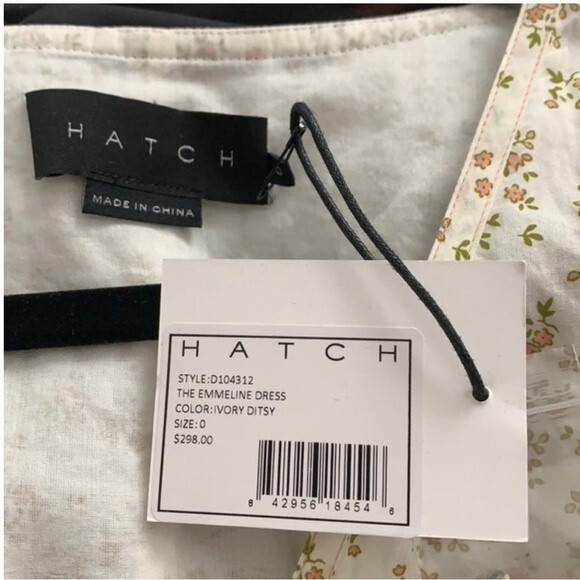 HATCH
MADE IN CHINA
HATCH
STYLE:D104312
THE EMMELINE DRESS
COLOR:IVORY DITSY
SIZE: 0
$298.00
8 42956 18454 6